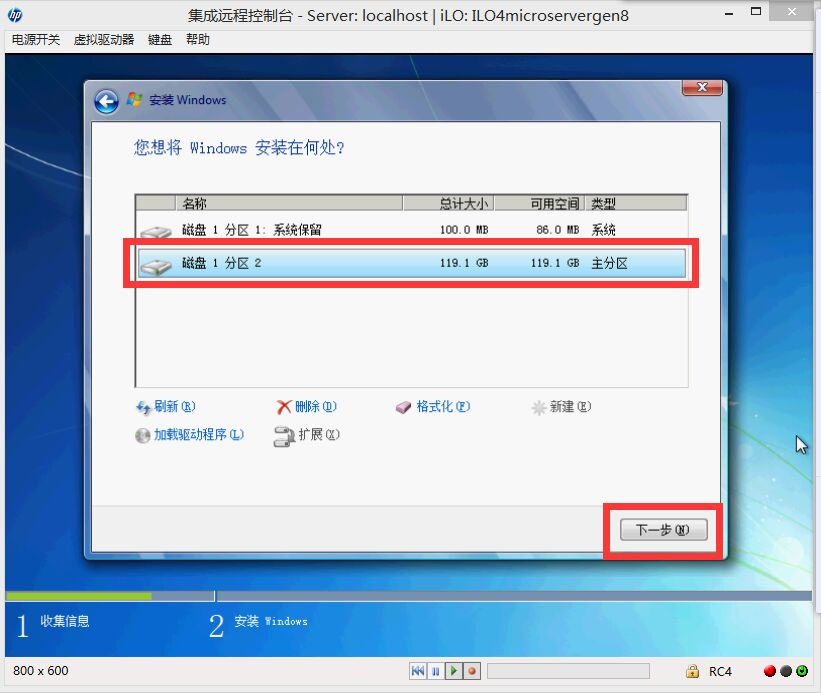 集成远程控制台 - Server: localhost | iLO: ILO4microservergen8
电源开关 虚拟驱动器 键盘 帮助
安装 Windows
您想将 Windows 安装在何处?
名称 总计大小 可用空间 类型
磁盘 1 分区 1: 系统保留 100.0 MB 86.0 MB 系统
磁盘 1 分区 2 119.1 GB 119.1 GB 主分区
刷新(R) 删除(D) 格式化(F) 新建(E)
加载驱动程序(L) 扩展(X)
下一步(N)
1 收集信息 2 安装 Windows
800 x 600 RC4